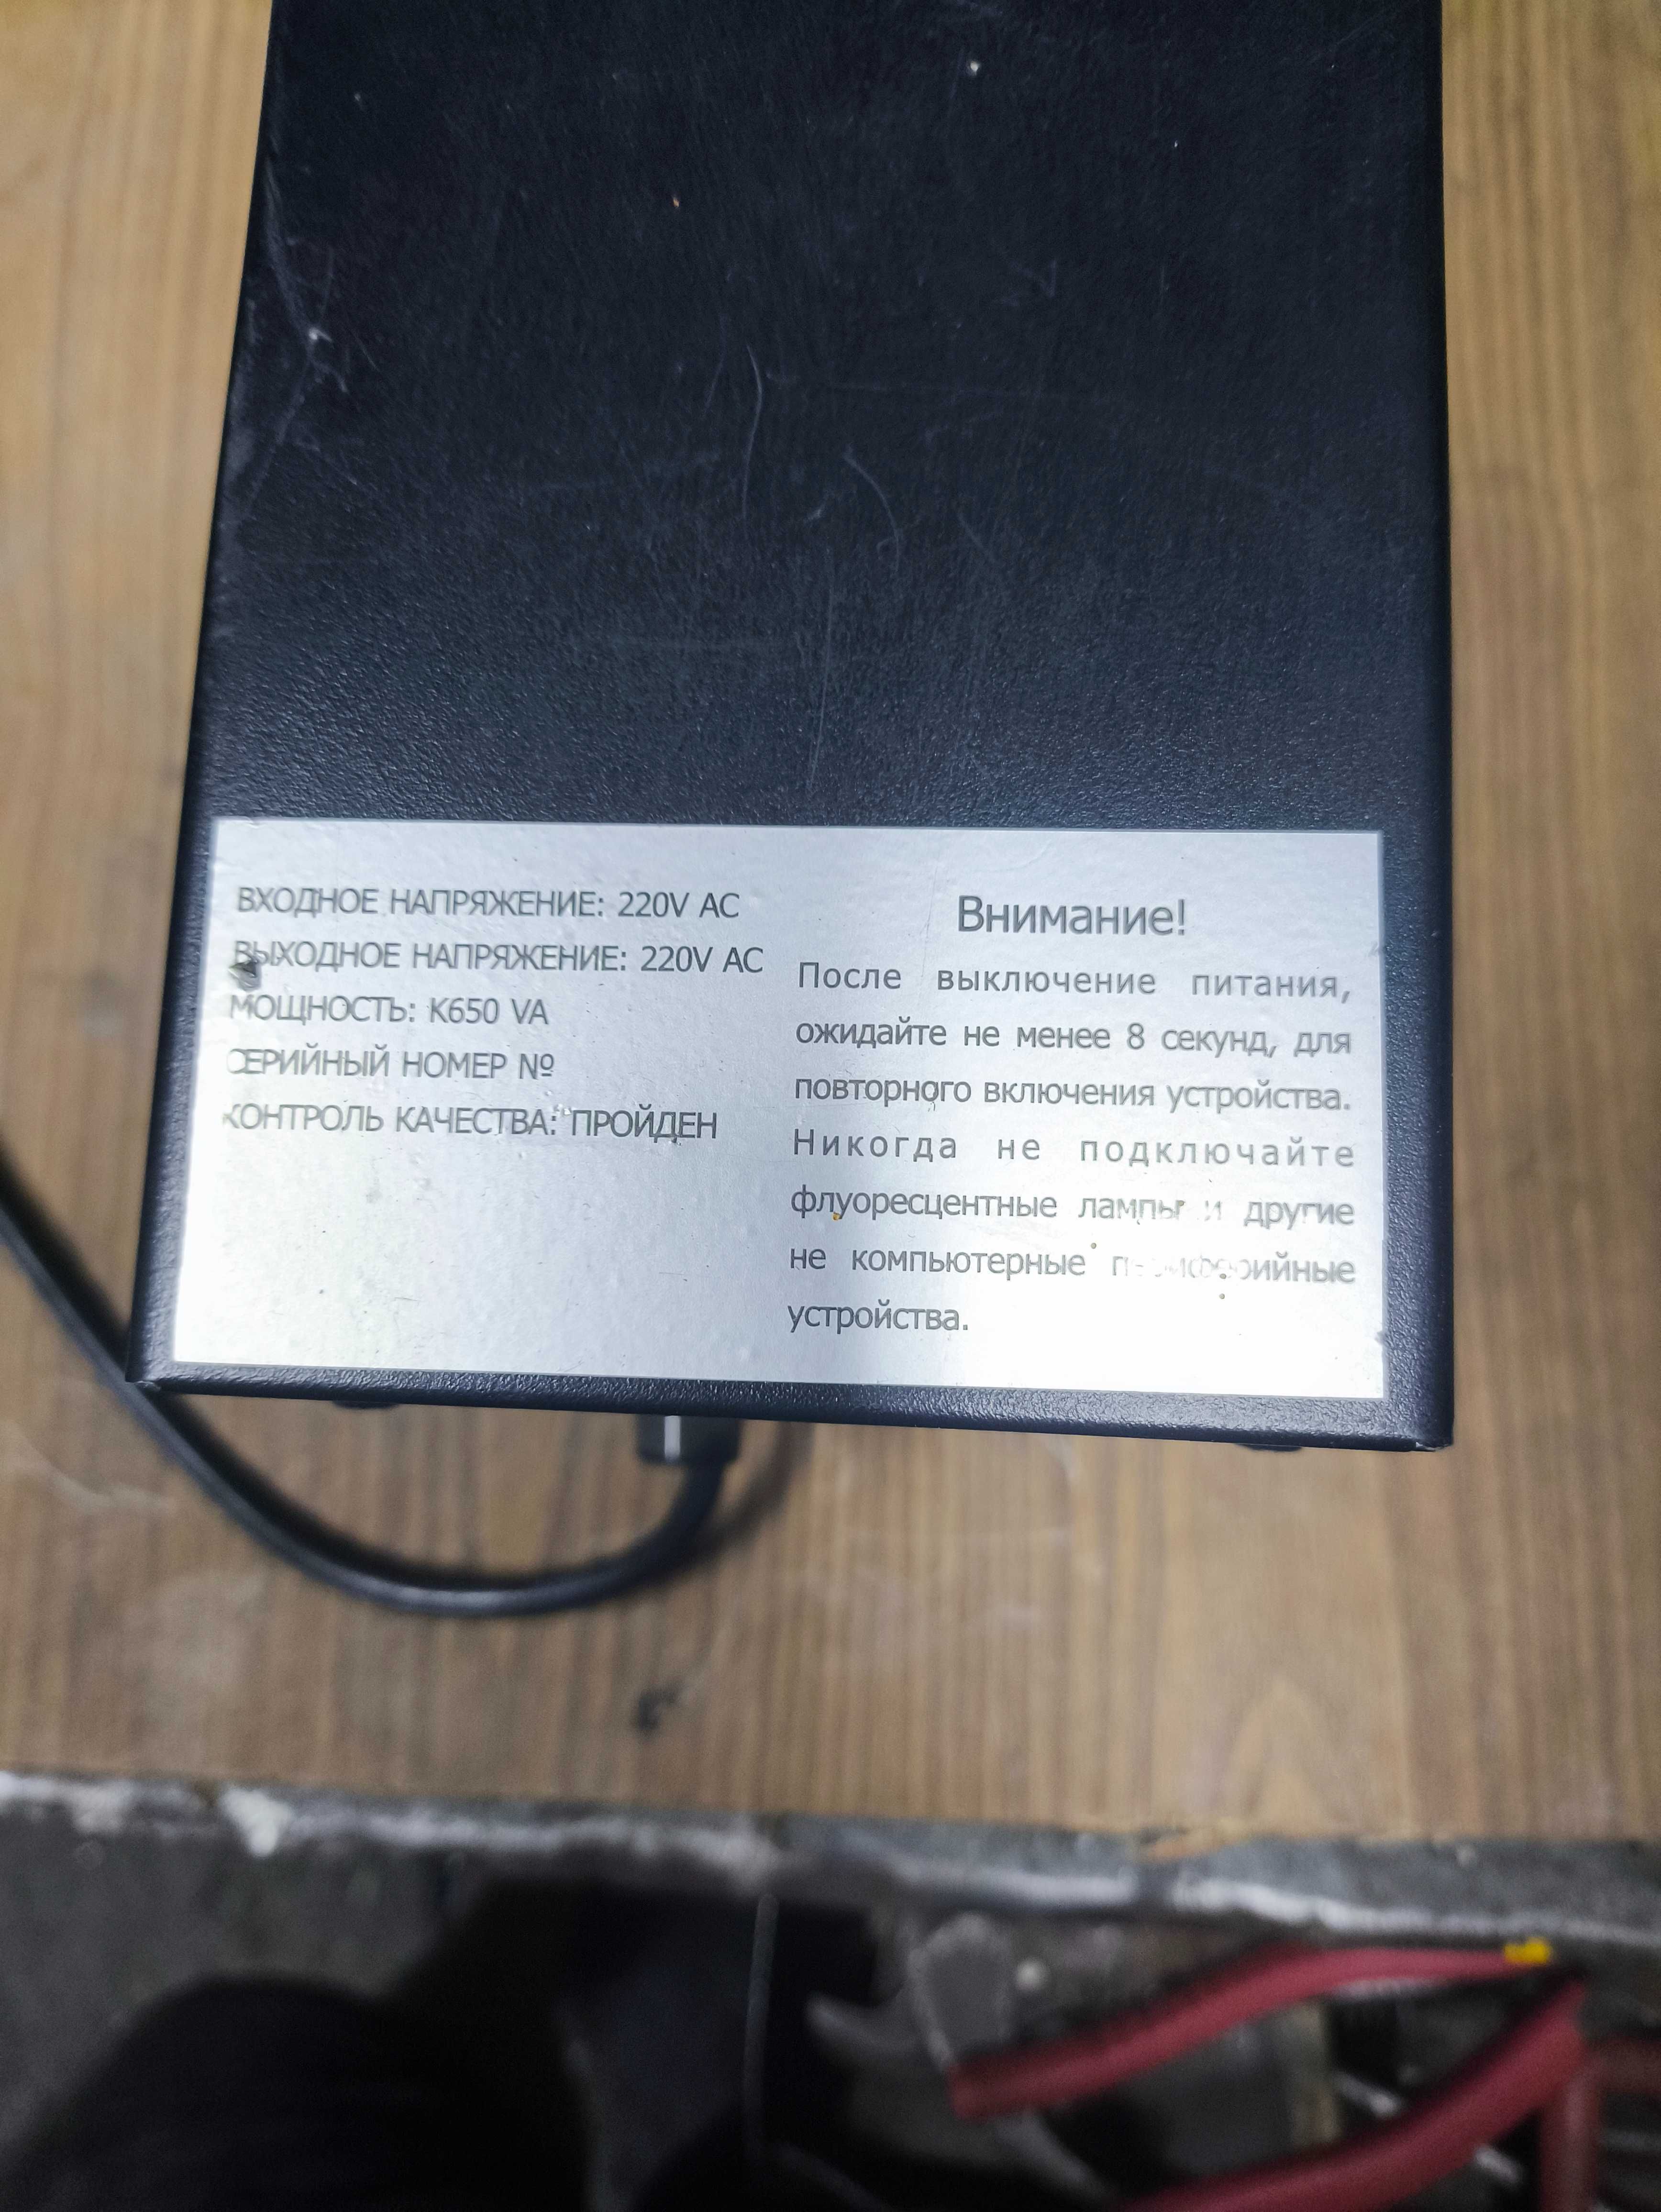 ВХОДНОЕ НАПРЯЖЕНИЕ: 220V AC
ВЫХОДНОЕ НАПРЯЖЕНИЕ: 220V AC
МОЩНОСТЬ: K650 VA
СЕРИЙНЫЙ НОМЕР №
КОНТРОЛЬ КАЧЕСТВА: ПРОЙДЕН
Внимание!
После выключение питания,
ожидайте не менее 8 секунд, для
повторного включения устройства.
Никогда не подключайте
флуоресцентные лампы и другие
не компьютерные
устройства.